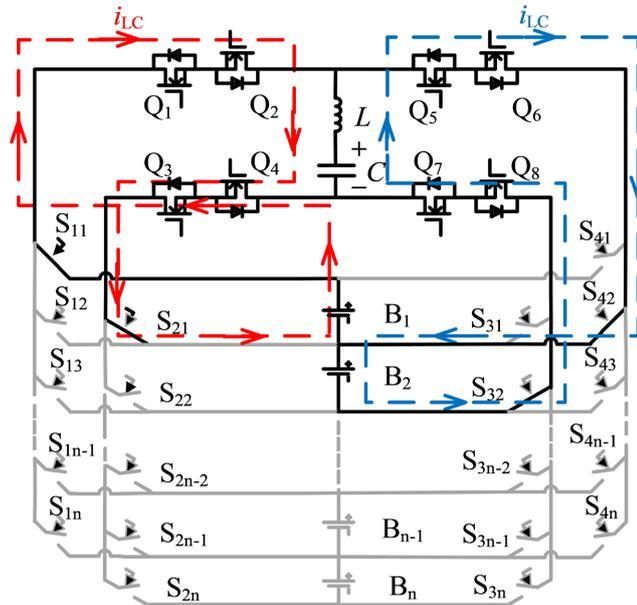 iLC iLC
Q1 Q2 L Q5 Q6
+
− C
Q3 Q4 Q7 Q8
S11 S41
S12 S21 B1 S31 S42
S13 S22 B2 S32 S43
S1n-1 S2n-2 S3n-2 S4n-1
S1n S2n-1 Bn-1 S3n-1 S4n
S2n Bn S3n